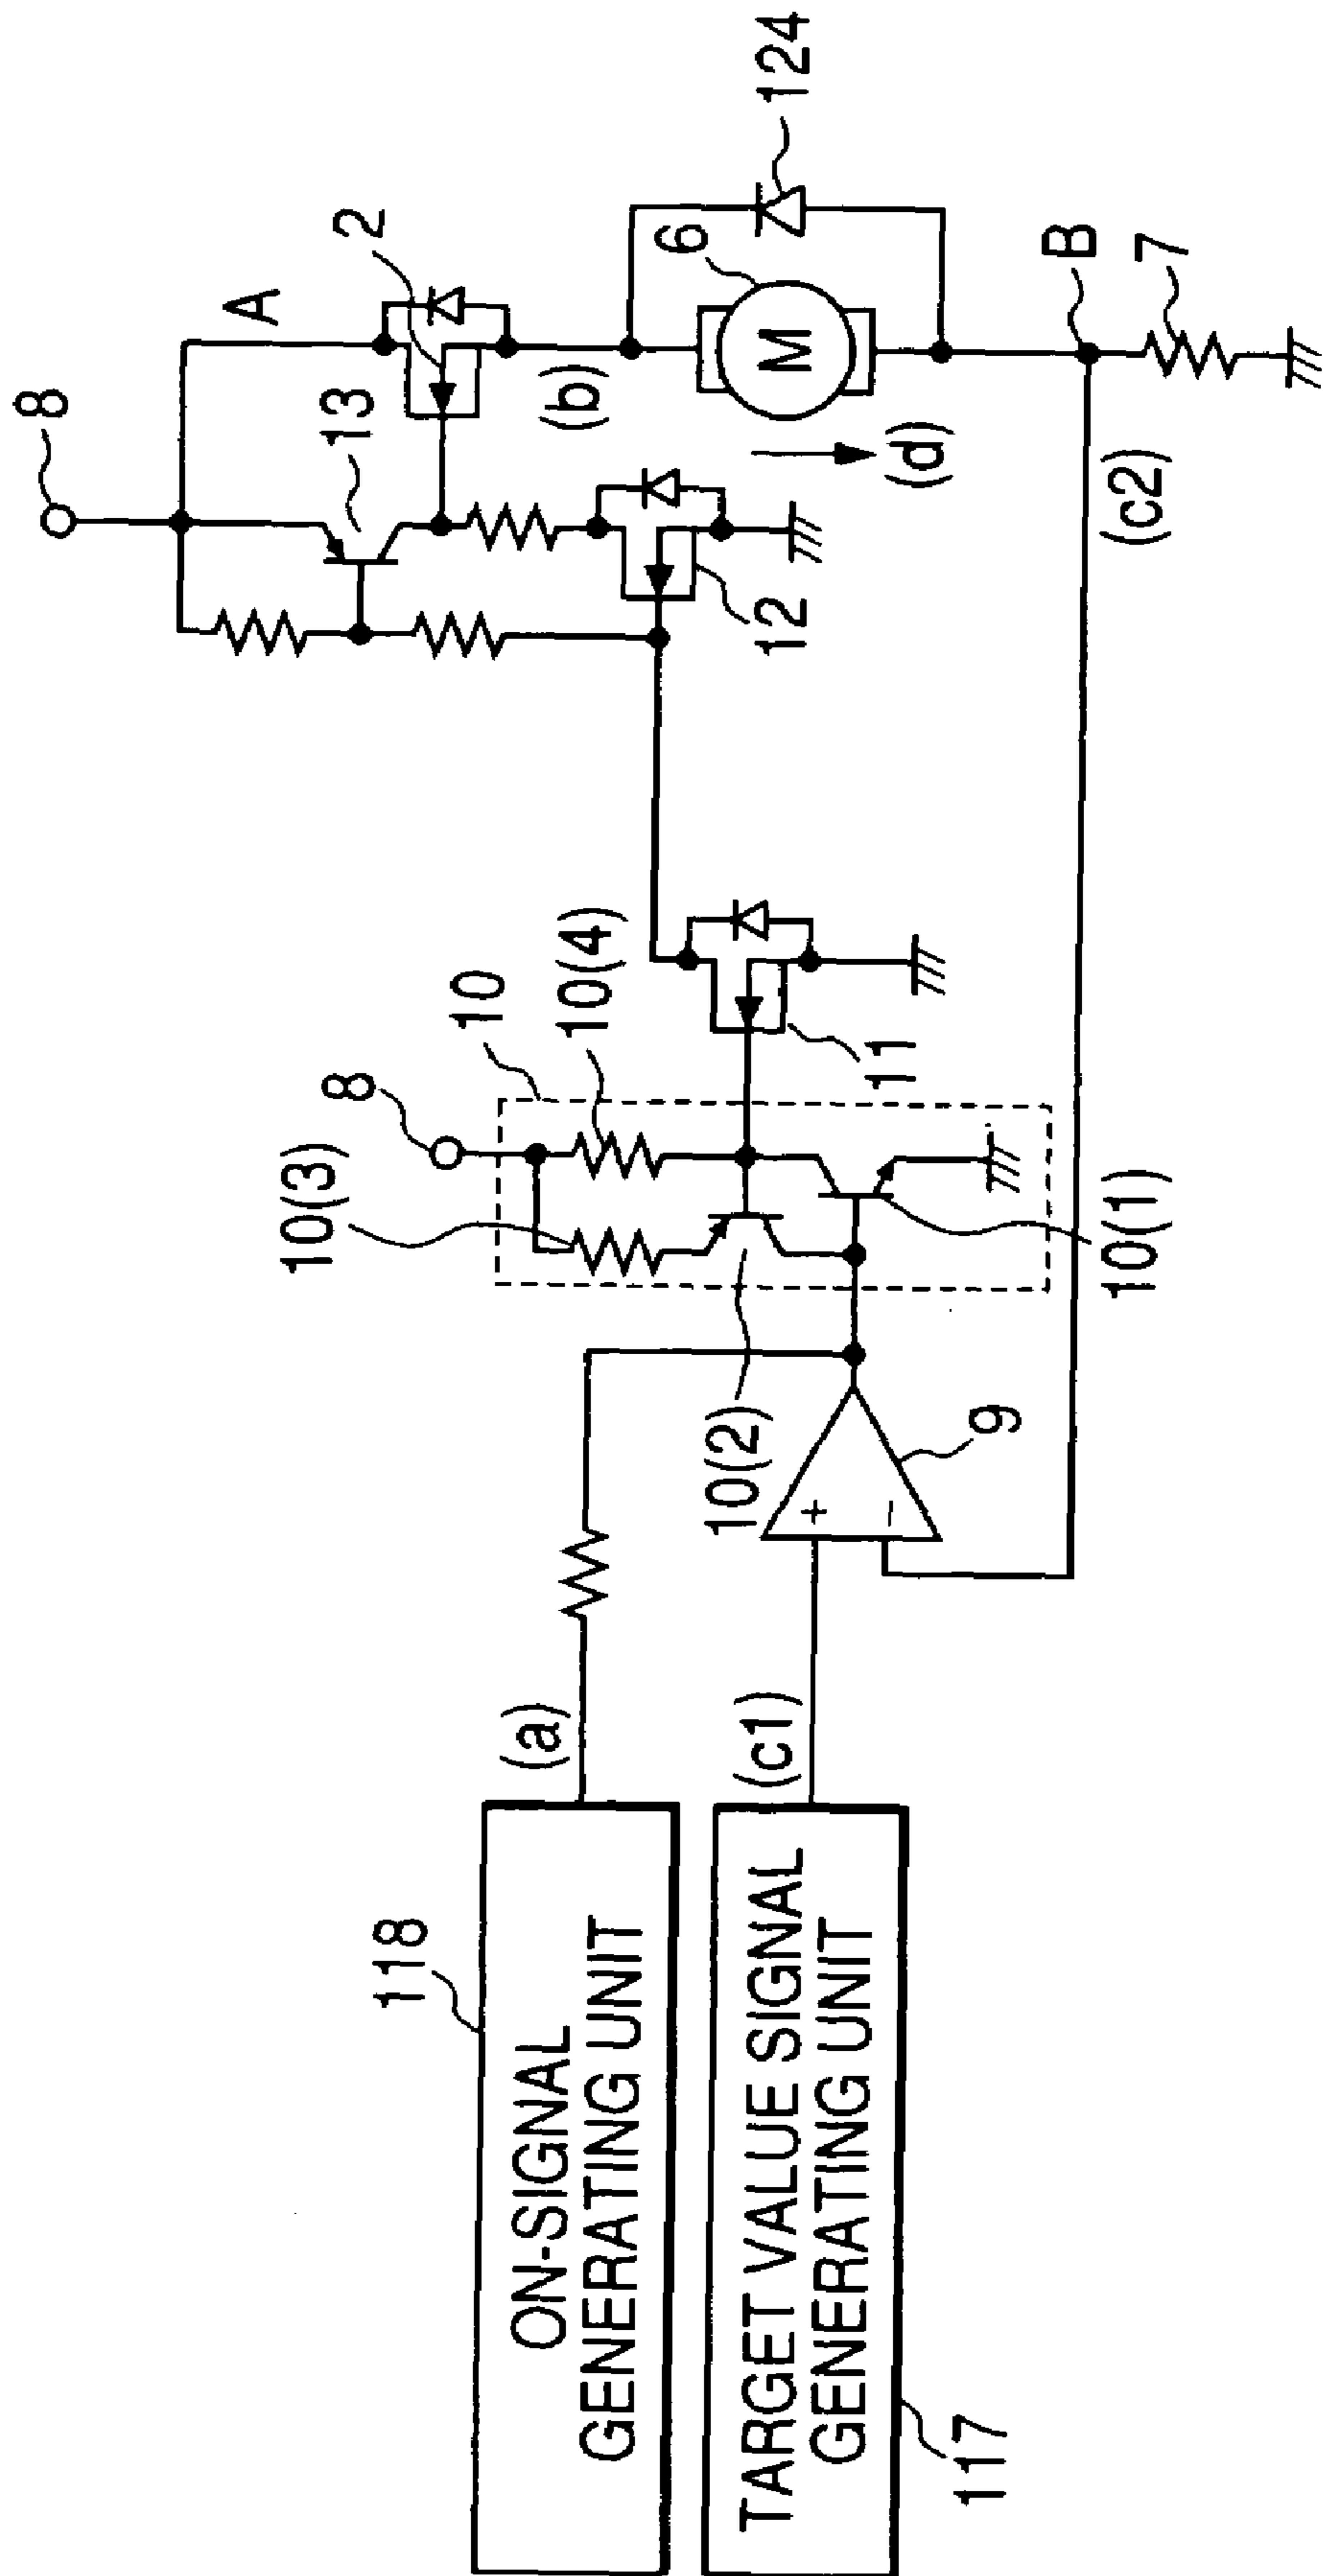 8
A
2
13
124
6
M
(b)
(d)
B
7
(c2)
12
8
10
10(3)
10(4)
11
10(1)
10(2)
+
−
9
(a)
(c1)
118
ON-SIGNAL
GENERATING UNIT
TARGET VALUE SIGNAL
GENERATING UNIT
117